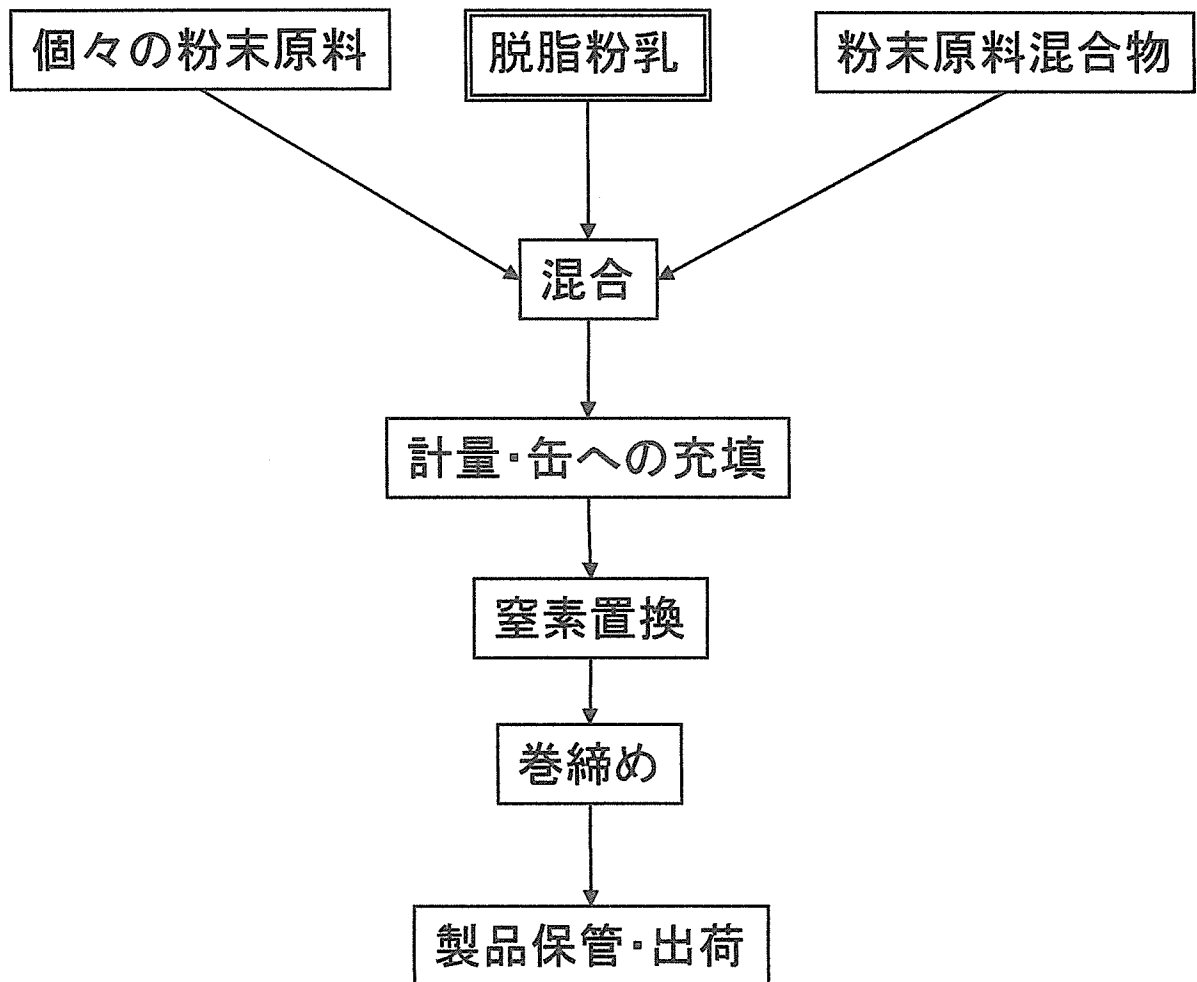 個々の粉末原料
脱脂粉乳
粉末原料混合物
混合
計量・缶への充填
窒素置換
巻締め
製品保管・出荷